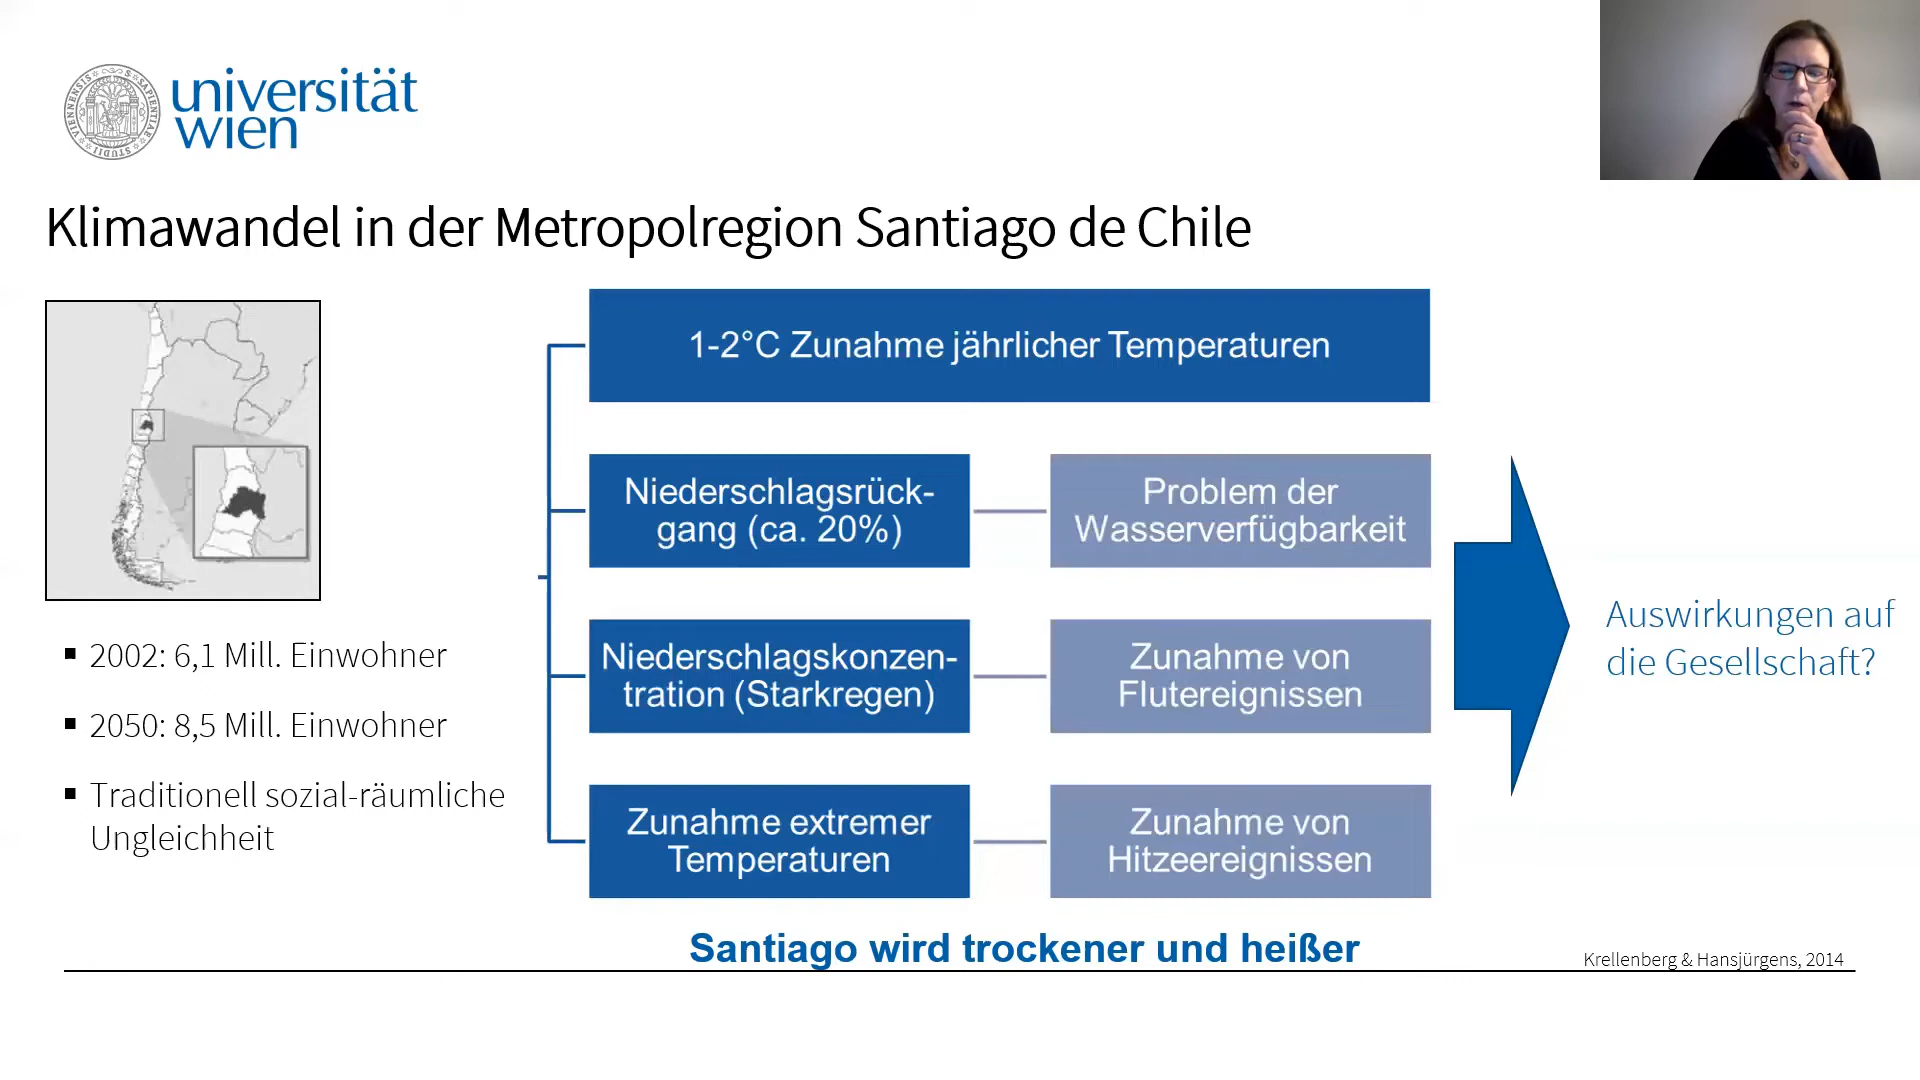 universität
wien
Klimawandel in der Metropolregion Santiago de Chile
1-2°C Zunahme jährlicher Temperaturen
Niederschlagsrück-
gang (ca. 20%)
Problem der
Wasserverfügbarkeit
Niederschlagskonzen-
tration (Starkregen)
Zunahme von
Flutereignissen
Zunahme extremer
Temperaturen
Zunahme von
Hitzeereignissen
Auswirkungen auf
die Gesellschaft?
▪ 2002: 6,1 Mill. Einwohner
▪ 2050: 8,5 Mill. Einwohner
▪ Traditionell sozial-räumliche
Ungleichheit
Santiago wird trockener und heißer
Krellenberg & Hansjürgens, 2014